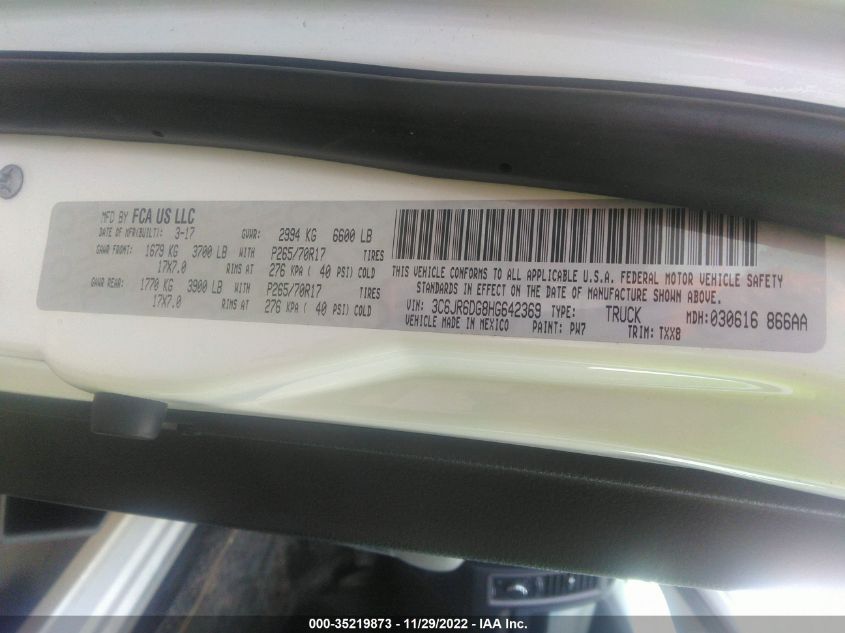 MFD BY FCA US LLC
DATE OF MFR(BUILT): 3-17 GVWR: 2994 KG 6600 LB
GAWR FRONT: 1679 KG 3700 LB WITH P265/70R17 TIRES
17X7.0 RIMS AT 276 KPA ( 40 PSI) COLD
GAWR REAR: 1770 KG 3900 LB WITH P265/70R17 TIRES
17X7.0 RIMS AT 276 KPA ( 40 PSI) COLD
THIS VEHICLE CONFORMS TO ALL APPLICABLE U.S.A. FEDERAL MOTOR VEHICLE SAFETY
STANDARDS IN EFFECT ON THE DATE OF MANUFACTURE SHOWN ABOVE.
VIN: 3C6JR6DG8HG642369 TYPE: TRUCK MDH: 030616 866AA
VEHICLE MADE IN MEXICO PAINT: PW7 TRIM: TXX8
000-35219873 - 11/29/2022 - IAA Inc.